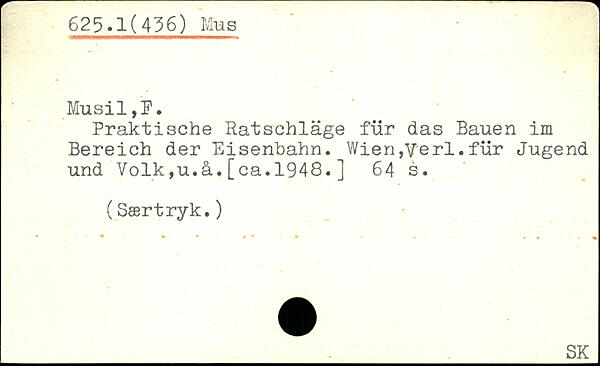 625.1(436) Mus
Musil,F.
Praktische Ratschläge für das Bauen im
Bereich der Eisenbahn. Wien,Verl.für Jugend
und Volk,u.å.[ca.1948.] 64 s.
(Særtryk.)
SK